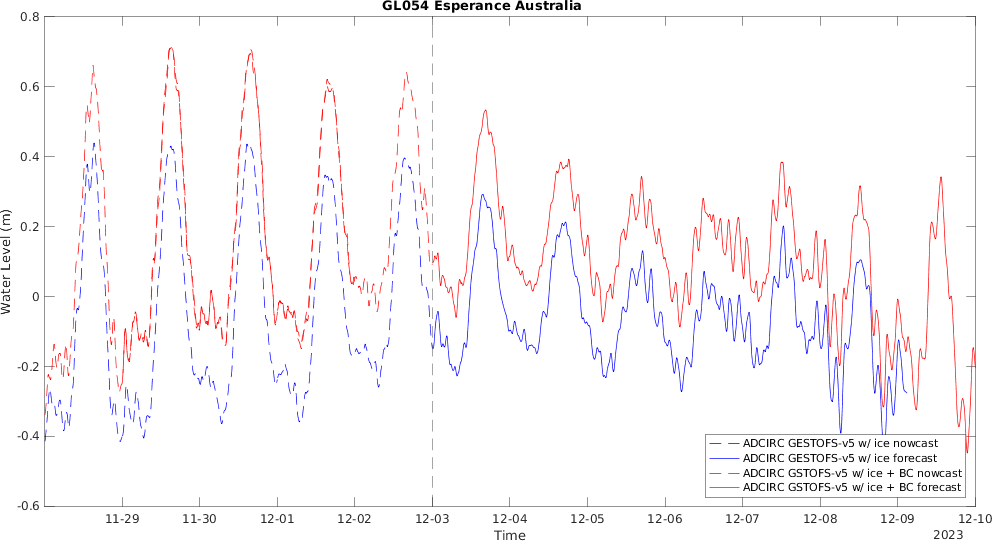 GL054 Esperance Australia
Water Level (m)
0.8
0.6
0.4
0.2
0
-0.2
-0.4
-0.6
11-29 11-30 12-01 12-02 12-03 12-04 12-05 12-06 12-07 12-08 12-09 12-10
Time
2023
ADCIRC GESTOFS-v5 w/ ice nowcast
ADCIRC GESTOFS-v5 w/ ice forecast
ADCIRC GSTOFS-v5 w/ ice + BC nowcast
ADCIRC GSTOFS-v5 w/ ice + BC forecast